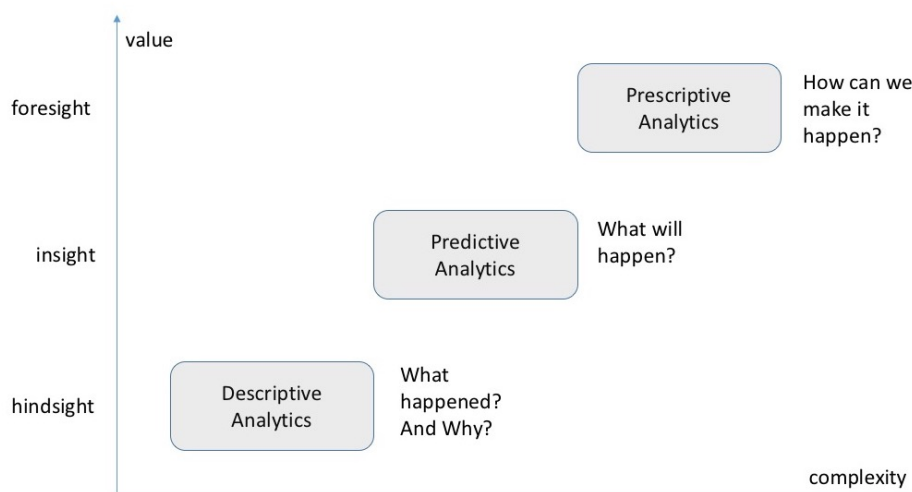 value
foresight
Prescriptive
Analytics
How can we
make it
happen?
insight
Predictive
Analytics
What will
happen?
hindsight
Descriptive
Analytics
What
happened?
And Why?
complexity